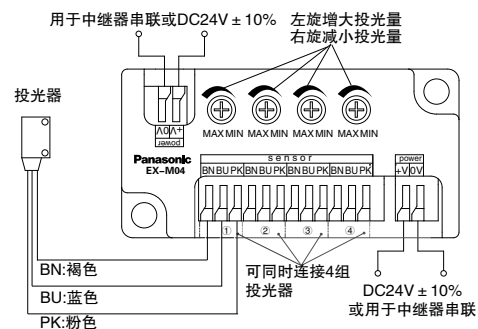 用于中继器串联或DC24V±10%
左旋增大投光量
右旋减小投光量
投光器
+V0V
power
MAX MIN MAX MIN MAX MIN MAX MIN
Panasonic
EX-M04
sensor
BN BU PK BN BU PK BN BU PK BN BU PK
power
+V 0V
① ② ③ ④
BN:褐色
BU:蓝色
PK:粉色
可同时连接4组
投光器
DC24V±10%
或用于中继器串联